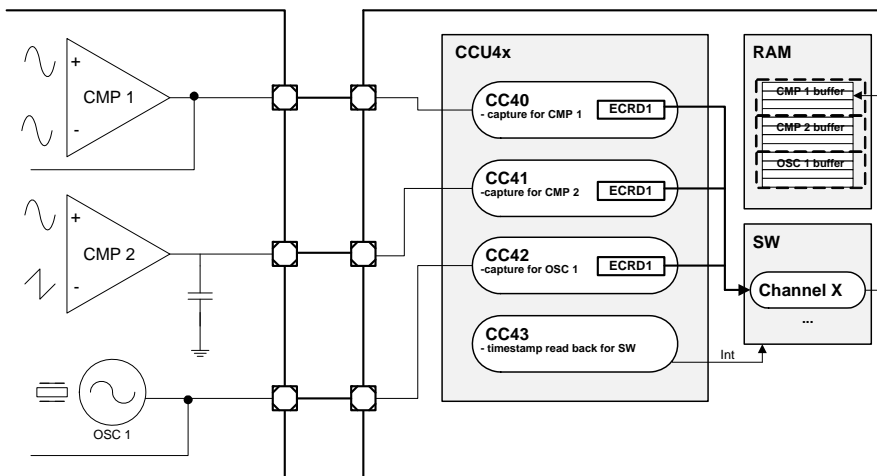 CCU4x
RAM
CMP 1 buffer
CMP 2 buffer
OSC 1 buffer
+
CMP 1
-
CC40
- capture for CMP 1
ECRD1
CC41
-capture for CMP 2
ECRD1
+
CMP 2
-
CC42
-capture for OSC 1
ECRD1
SW
Channel X
...
CC43
- timestamp read back for SW
Int
OSC 1